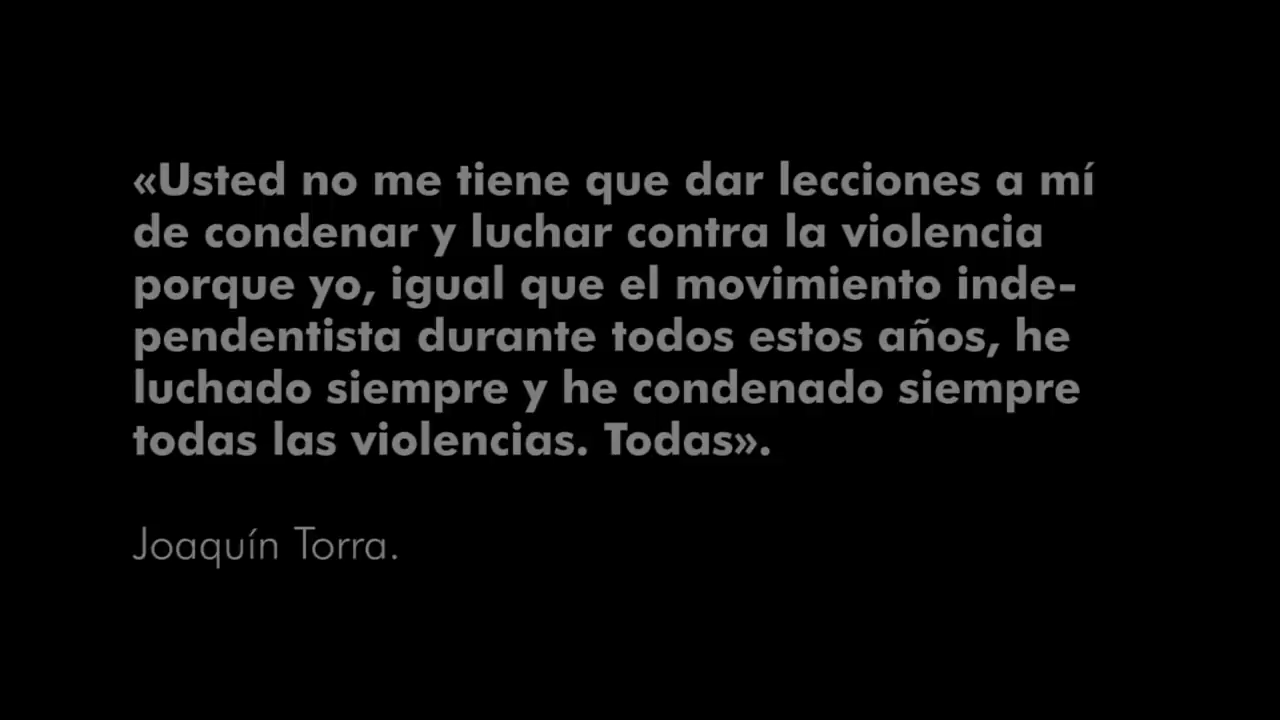 «Usted no me tiene que dar lecciones a mí
de condenar y luchar contra la violencia
porque yo, igual que el movimiento inde-
pendentista durante todos estos años, he
luchado siempre y he condenado siempre
todas las violencias. Todas».
Joaquín Torra.